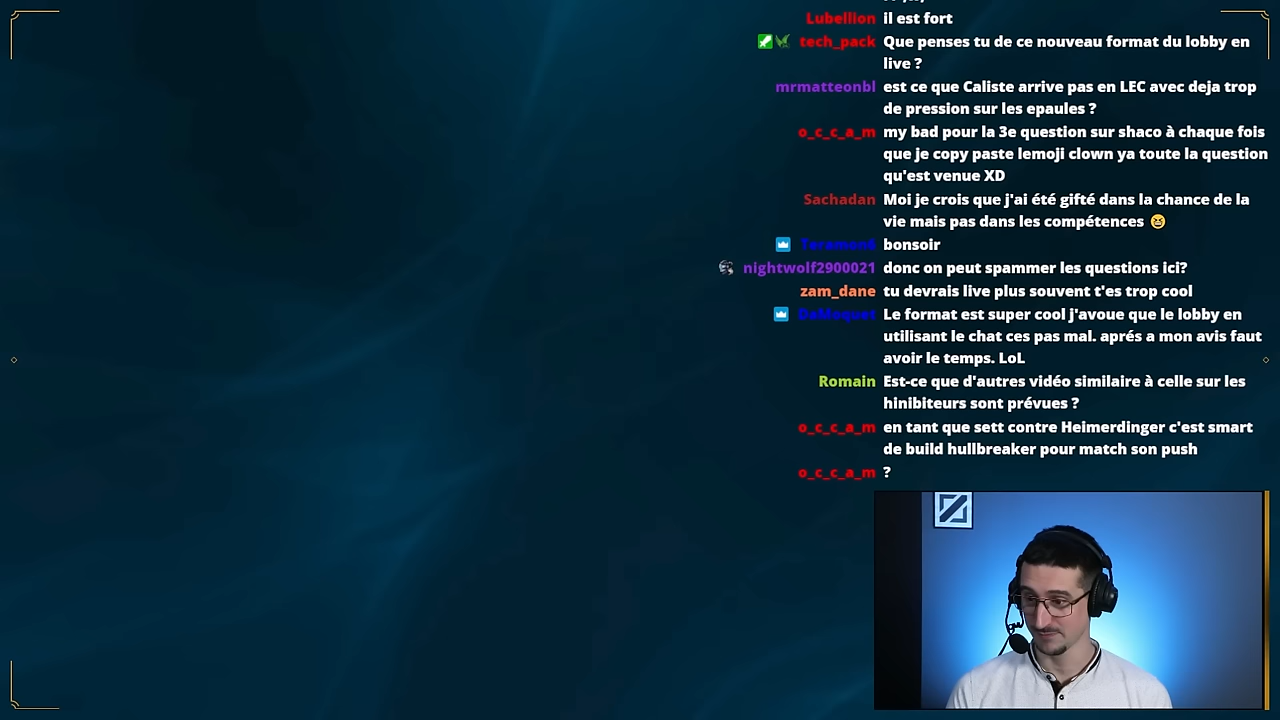 Lubellion il est fort
tech_pack Que penses tu de ce nouveau format du lobby en
live ?
mrmatteonbl est ce que Caliste arrive pas en LEC avec deja trop
de pression sur les epaules ?
o_c_c_a_m my bad pour la 3e question sur shaco à chaque fois
que je copy paste lemoji clown ya toute la question
qu'est venue XD
Sachadan Moi je crois que j'ai été gifté dans la chance de la
vie mais pas dans les compétences 😆
bonsoir
nightwolf2900021 donc on peut spammer les questions ici?
zam_dane tu devrais live plus souvent t'es trop cool
DaMoquet Le format est super cool j'avoue que le lobby en
utilisant le chat ces pas mal. aprés a mon avis faut
avoir le temps. LoL
Romain Est-ce que d'autres vidéo similaire à celle sur les
hinibiteurs sont prévues ?
o_c_c_a_m en tant que sett contre Heimerdinger c'est smart
de build hullbreaker pour match son push
o_c_c_a_m ?